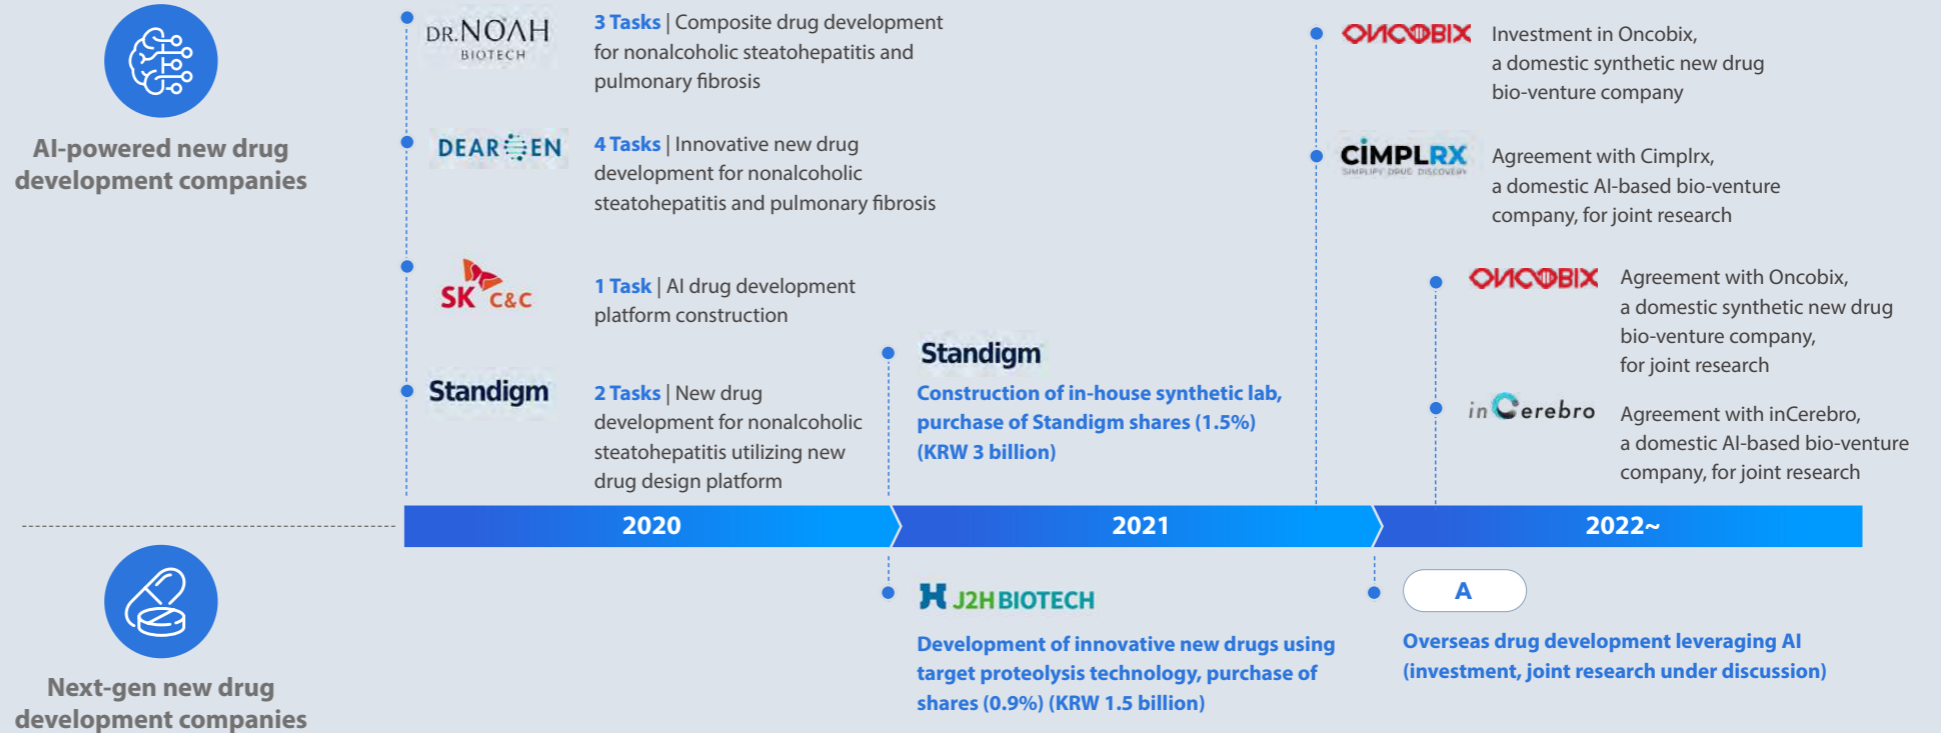 AI-powered new drug
development companies
DR.NOAH
BIOTECH
3 Tasks | Composite drug development
for nonalcoholic steatohepatitis and
pulmonary fibrosis
DEARGEN
4 Tasks | Innovative new drug
development for nonalcoholic
steatohepatitis and pulmonary fibrosis
SK C&C
1 Task | AI drug development
platform construction
Standigm
2 Tasks | New drug
development for nonalcoholic
steatohepatitis utilizing new
drug design platform
Standigm
Construction of in-house synthetic lab,
purchase of Standigm shares (1.5%)
(KRW 3 billion)
ONCOBIX
Investment in Oncobix,
a domestic synthetic new drug
bio-venture company
CIMPLRX
SIMPLIFY DRUG DISCOVERY
Agreement with Cimplrx,
a domestic AI-based bio-venture
company, for joint research
ONCOBIX
Agreement with Oncobix,
a domestic synthetic new drug
bio-venture company,
for joint research
inCerebro
Agreement with inCerebro,
a domestic AI-based bio-venture
company, for joint research
2020
2021
2022~
Next-gen new drug
development companies
J2H BIOTECH
Development of innovative new drugs using
target proteolysis technology, purchase of
shares (0.9%) (KRW 1.5 billion)
A
Overseas drug development leveraging AI
(investment, joint research under discussion)